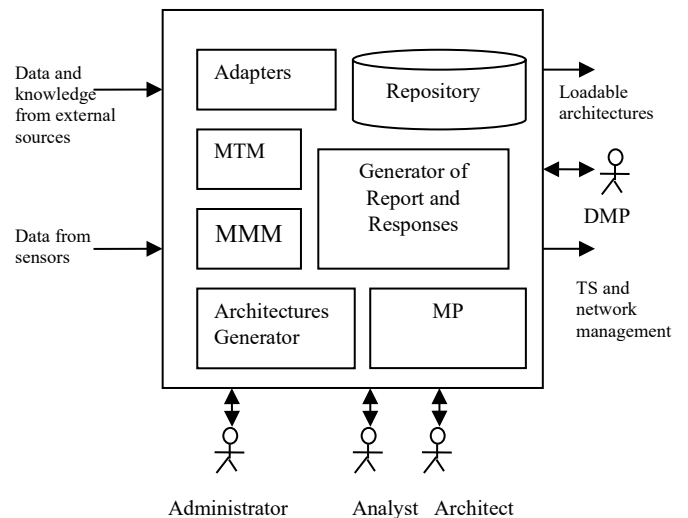 Data and
knowledge
from external
sources
Data from
sensors
Adapters
Repository
MTM
Generator of
Report and
Responses
MMM
Architectures
Generator
MP
Loadable
architectures
DMP
TS and
network
management
Administrator
Analyst
Architect